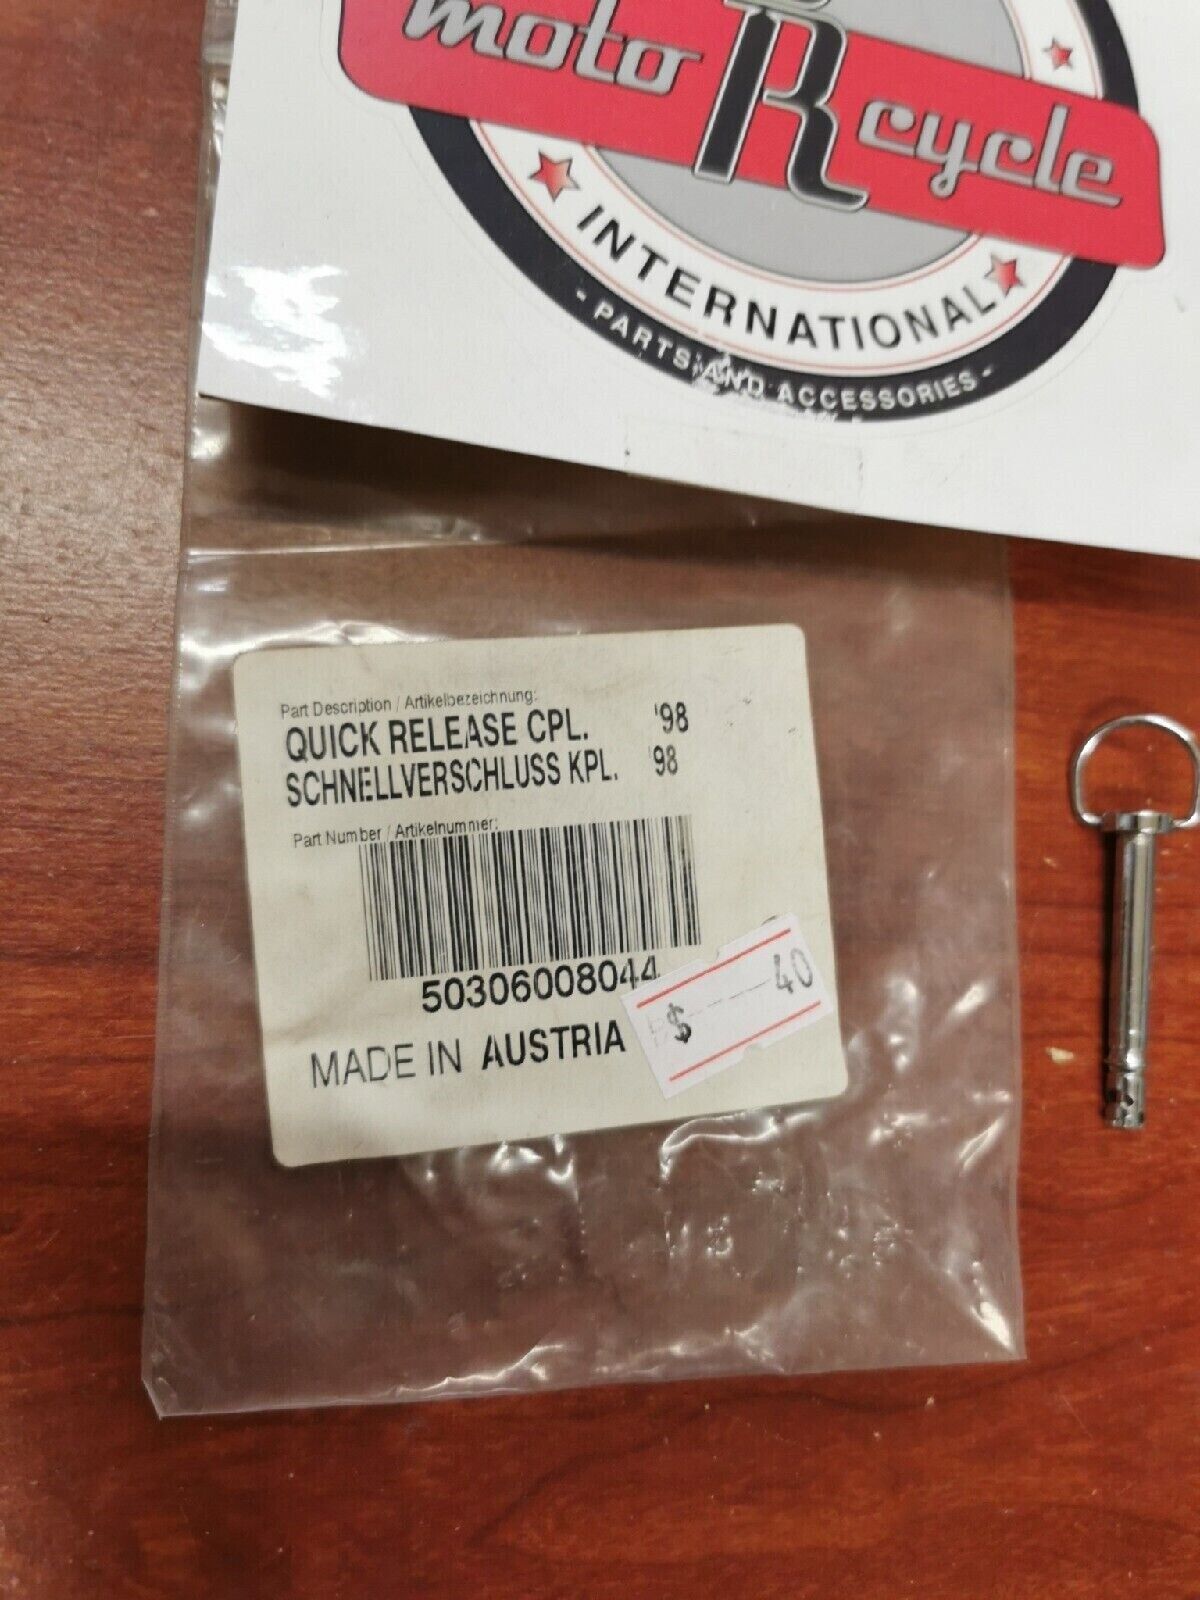 moto R cycle
INTERNATIONAL
- PARTS AND ACCESSORIES -
Part Description / Artikelbezeichnung:
QUICK RELEASE CPL. '98
SCHNELLVERSCHLUSS KPL. '98
Part Number / Artikelnummer:
50306008044
$ -----40
MADE IN AUSTRIA